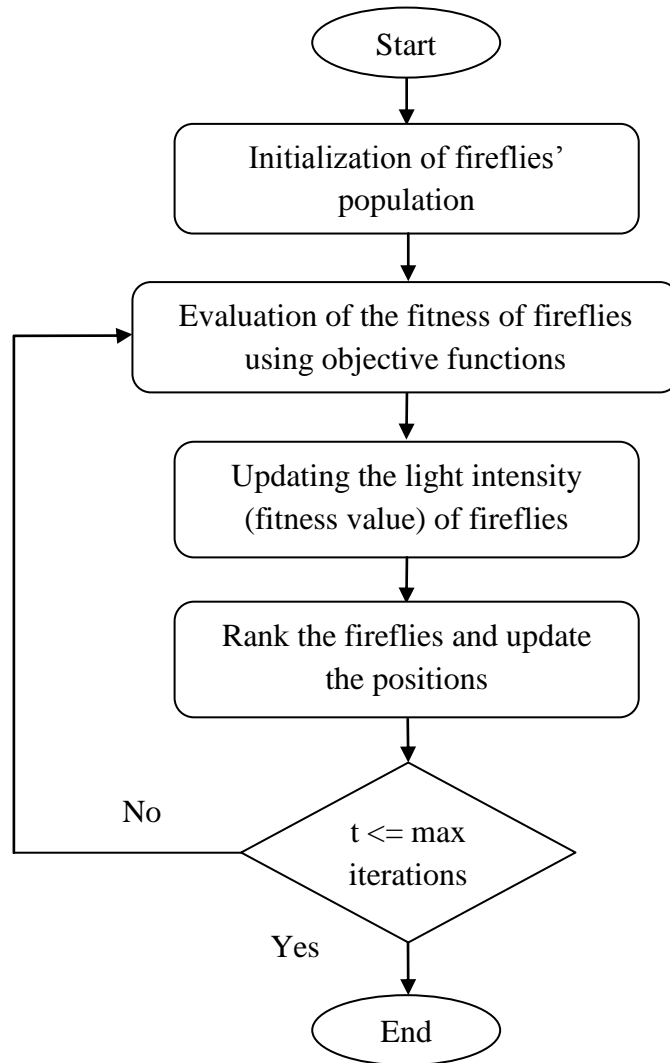 Start
Initialization of fireflies’
population
Evaluation of the fitness of fireflies
using objective functions
Updating the light intensity
(fitness value) of fireflies
Rank the fireflies and update
the positions
No
t <= max
iterations
Yes
End